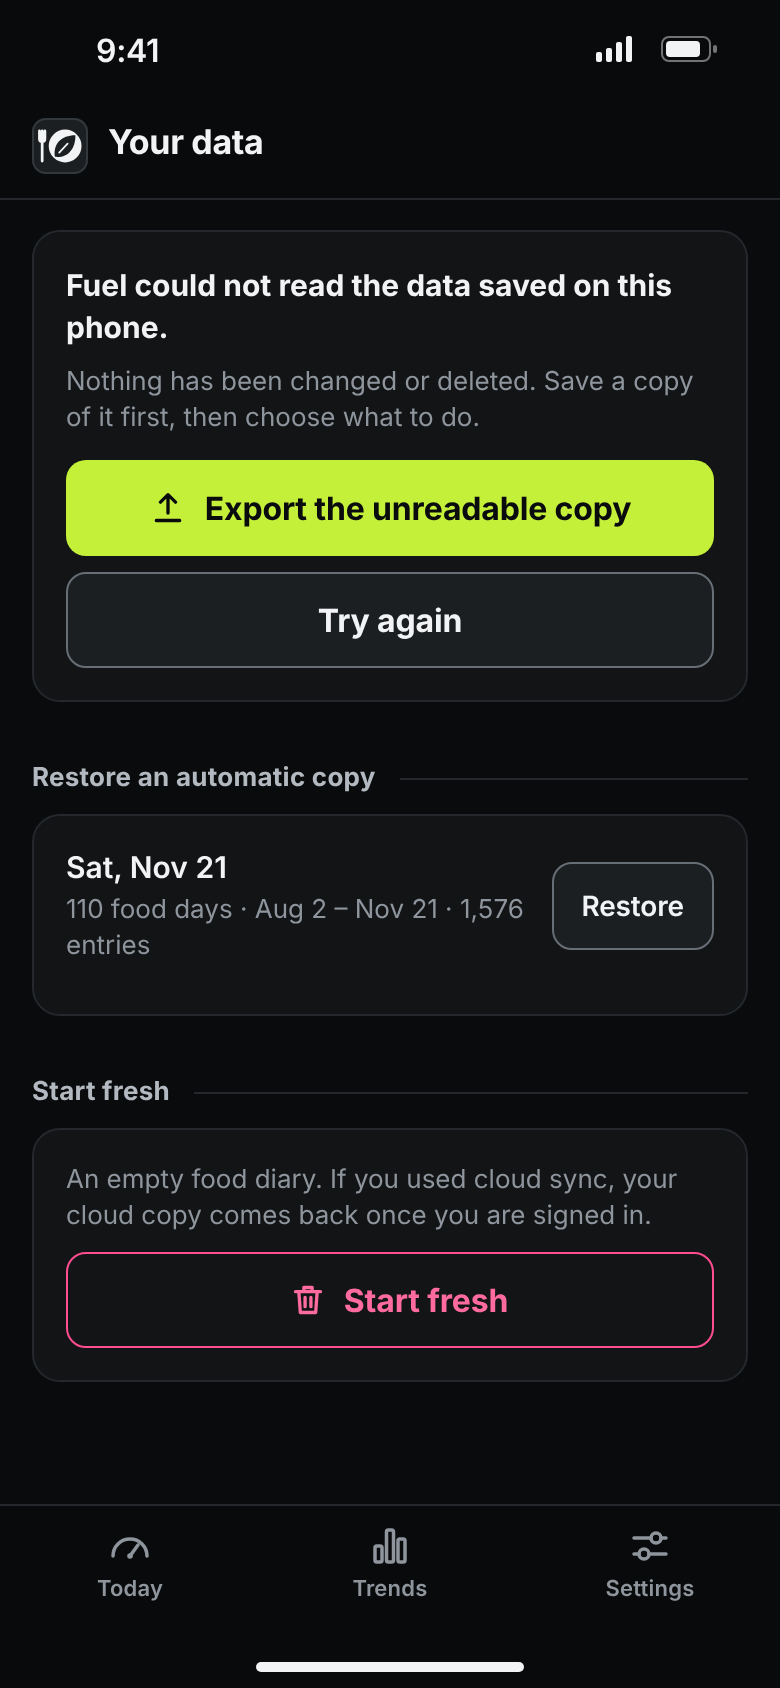 9:41
Your data
Fuel could not read the data saved on this
phone.
Nothing has been changed or deleted. Save a copy
of it first, then choose what to do.
Export the unreadable copy
Try again
Restore an automatic copy
Sat, Nov 21
110 food days · Aug 2 – Nov 21 · 1,576
entries
Restore
Start fresh
An empty food diary. If you used cloud sync, your
cloud copy comes back once you are signed in.
Start fresh
Today
Trends
Settings